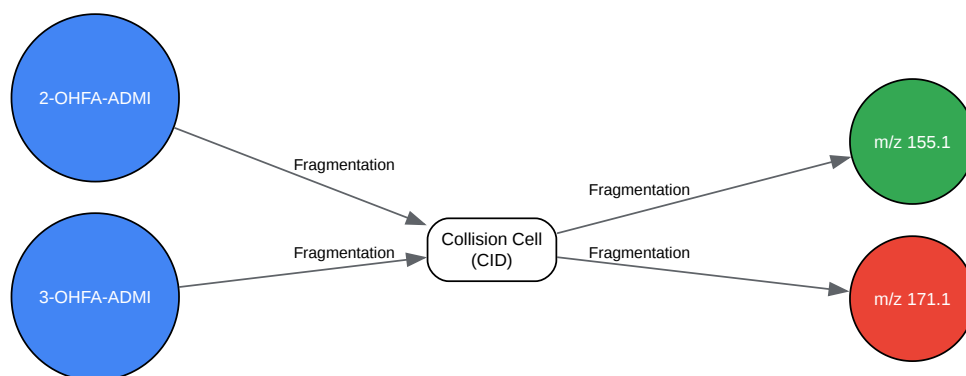 2-OHFA-ADMI
Fragmentation
3-OHFA-ADMI
Fragmentation
Collision Cell
(CID)
Fragmentation
Fragmentation
m/z 155.1
m/z 171.1